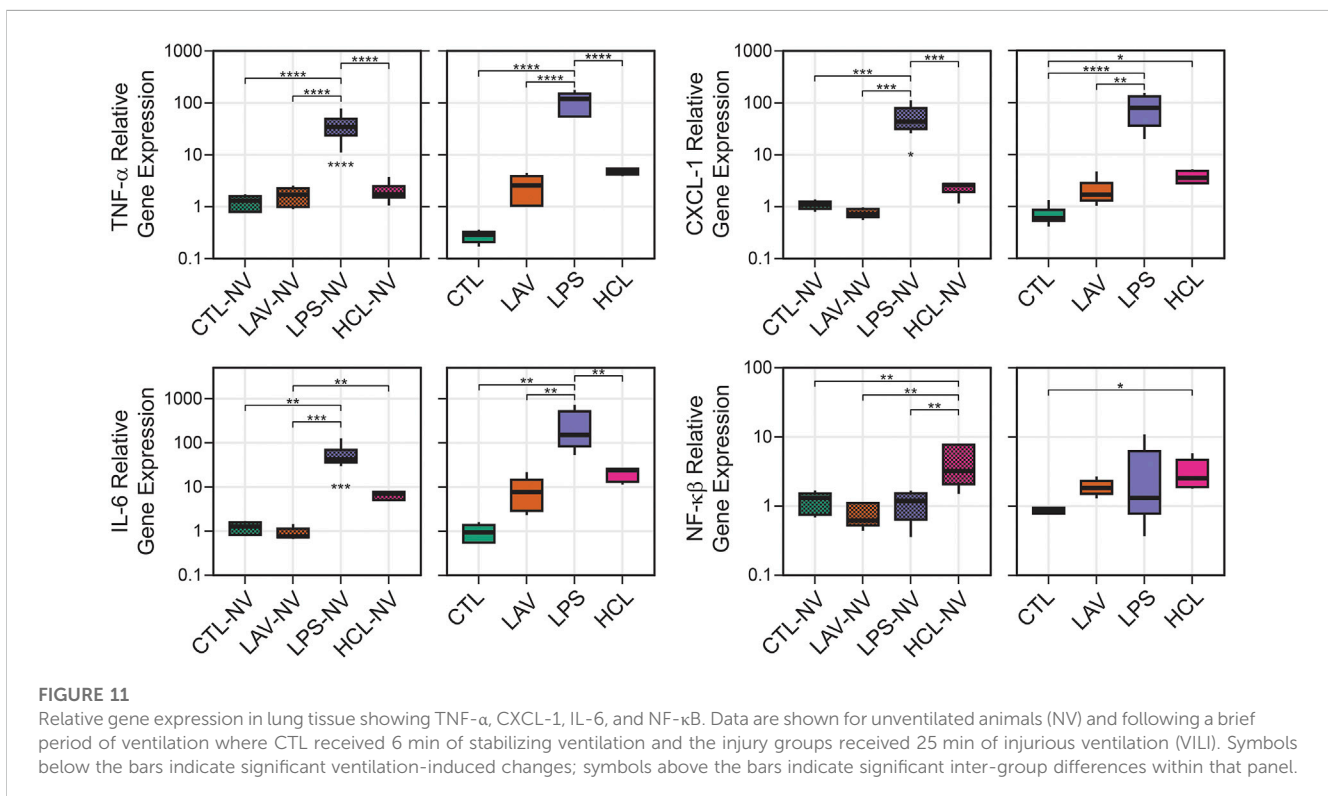 TNF-α Relative
Gene Expression
1000
100
10
1
0.1
****
****
****
****
CTL-NV
LAV-NV
LPS-NV
HCL-NV
****
****
****
CTL
LAV
LPS
HCL
CXCL-1 Relative
Gene Expression
1000
100
10
1
0.1
***
***
***
*
CTL-NV
LAV-NV
LPS-NV
HCL-NV
*
****
**
CTL
LAV
LPS
HCL
IL-6 Relative
Gene Expression
1000
100
10
1
0.1
**
**
***
***
CTL-NV
LAV-NV
LPS-NV
HCL-NV
**
**
**
CTL
LAV
LPS
HCL
NF-κβ Relative
Gene Expression
100
10
1
0.1
**
**
**
CTL-NV
LAV-NV
LPS-NV
HCL-NV
*
CTL
LAV
LPS
HCL
FIGURE 11
Relative gene expression in lung tissue showing TNF-α, CXCL-1, IL-6, and NF-κB. Data are shown for unventilated animals (NV) and following a brief
period of ventilation where CTL received 6 min of stabilizing ventilation and the injury groups received 25 min of injurious ventilation (VILI). Symbols
below the bars indicate significant ventilation-induced changes; symbols above the bars indicate significant inter-group differences within that panel.